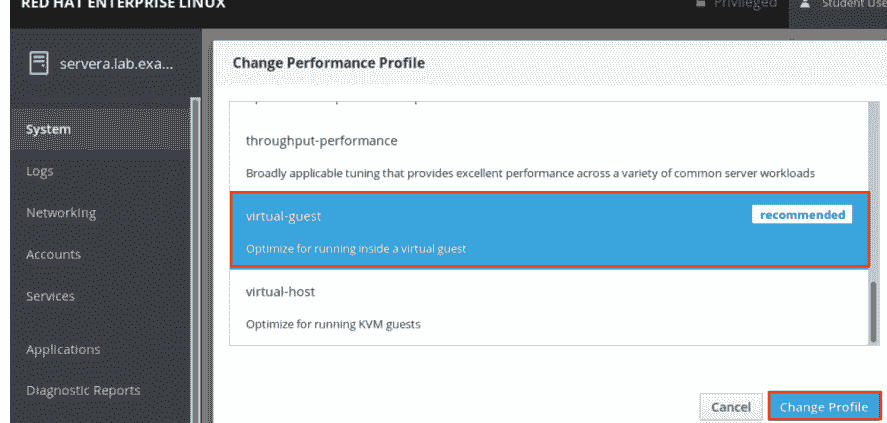 RED HAT ENTERPRISE LINUX
Privileged
Student Use
servera.lab.exa...
Change Performance Profile
System
throughput-performance
Broadly applicable tuning that provides excellent performance across a variety of common server workloads
Logs
Networking
virtual-guest
recommended
Optimize for running inside a virtual guest
Accounts
Services
virtual-host
Optimize for running KVM guests
Applications
Diagnostic Reports
Cancel
Change Profile